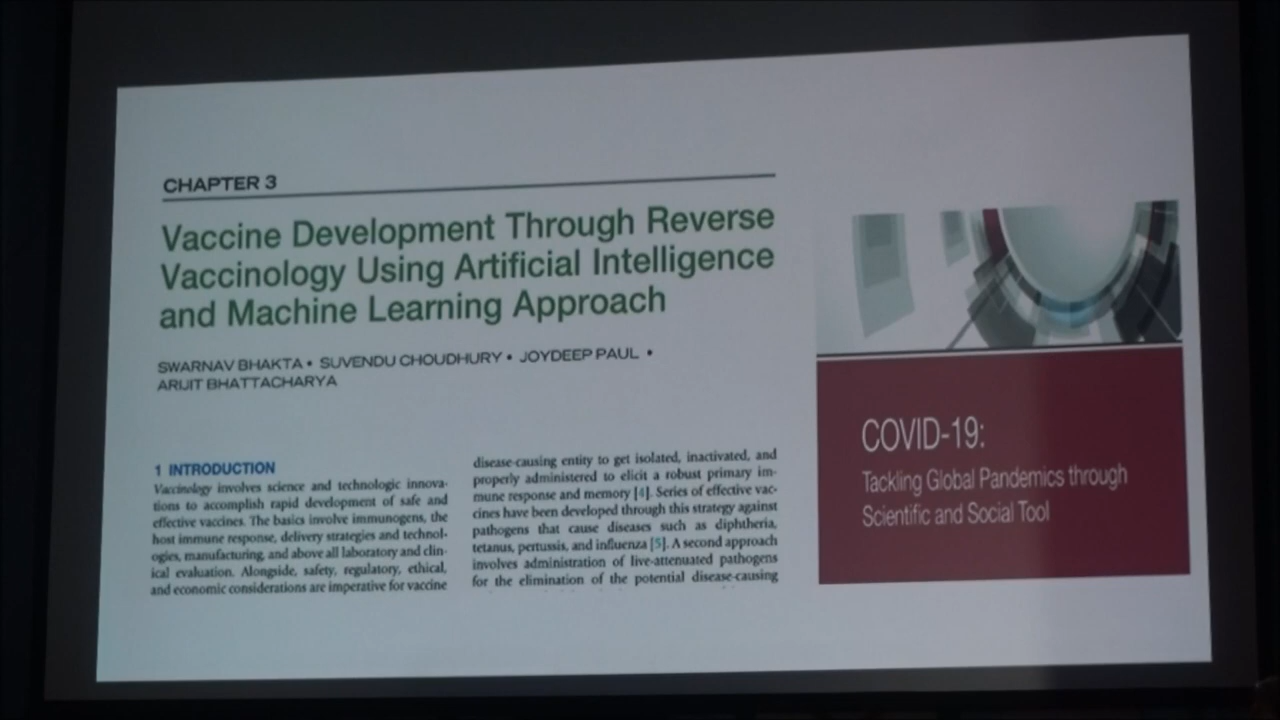 CHAPTER 3
Vaccine Development Through Reverse
Vaccinology Using Artificial Intelligence
and Machine Learning Approach
SWARNAV BHAKTA • SUVENDU CHOUDHURY • JOYDEEP PAUL •
ARIJIT BHATTACHARYA
1 INTRODUCTION
Vaccinology involves science and technologic innova-
tions to accomplish rapid development of safe and
effective vaccines. The basics involve immunogens, the
host immune response, delivery strategies and technol-
ogies, manufacturing, and above all laboratory and clin-
ical evaluation. Alongside, safety, regulatory, ethical,
and economic considerations are imperative for vaccine
disease-causing entity to get isolated, inactivated, and
properly administered to elicit a robust primary im-
mune response and memory [4]. Series of effective vac-
cines have been developed through this strategy against
pathogens that cause diseases such as diphtheria,
tetanus, pertussis, and influenza [5]. A second approach
involves administration of live-attenuated pathogens
for the elimination of the potential disease-causing
COVID-19:
Tackling Global Pandemics through
Scientific and Social Tool